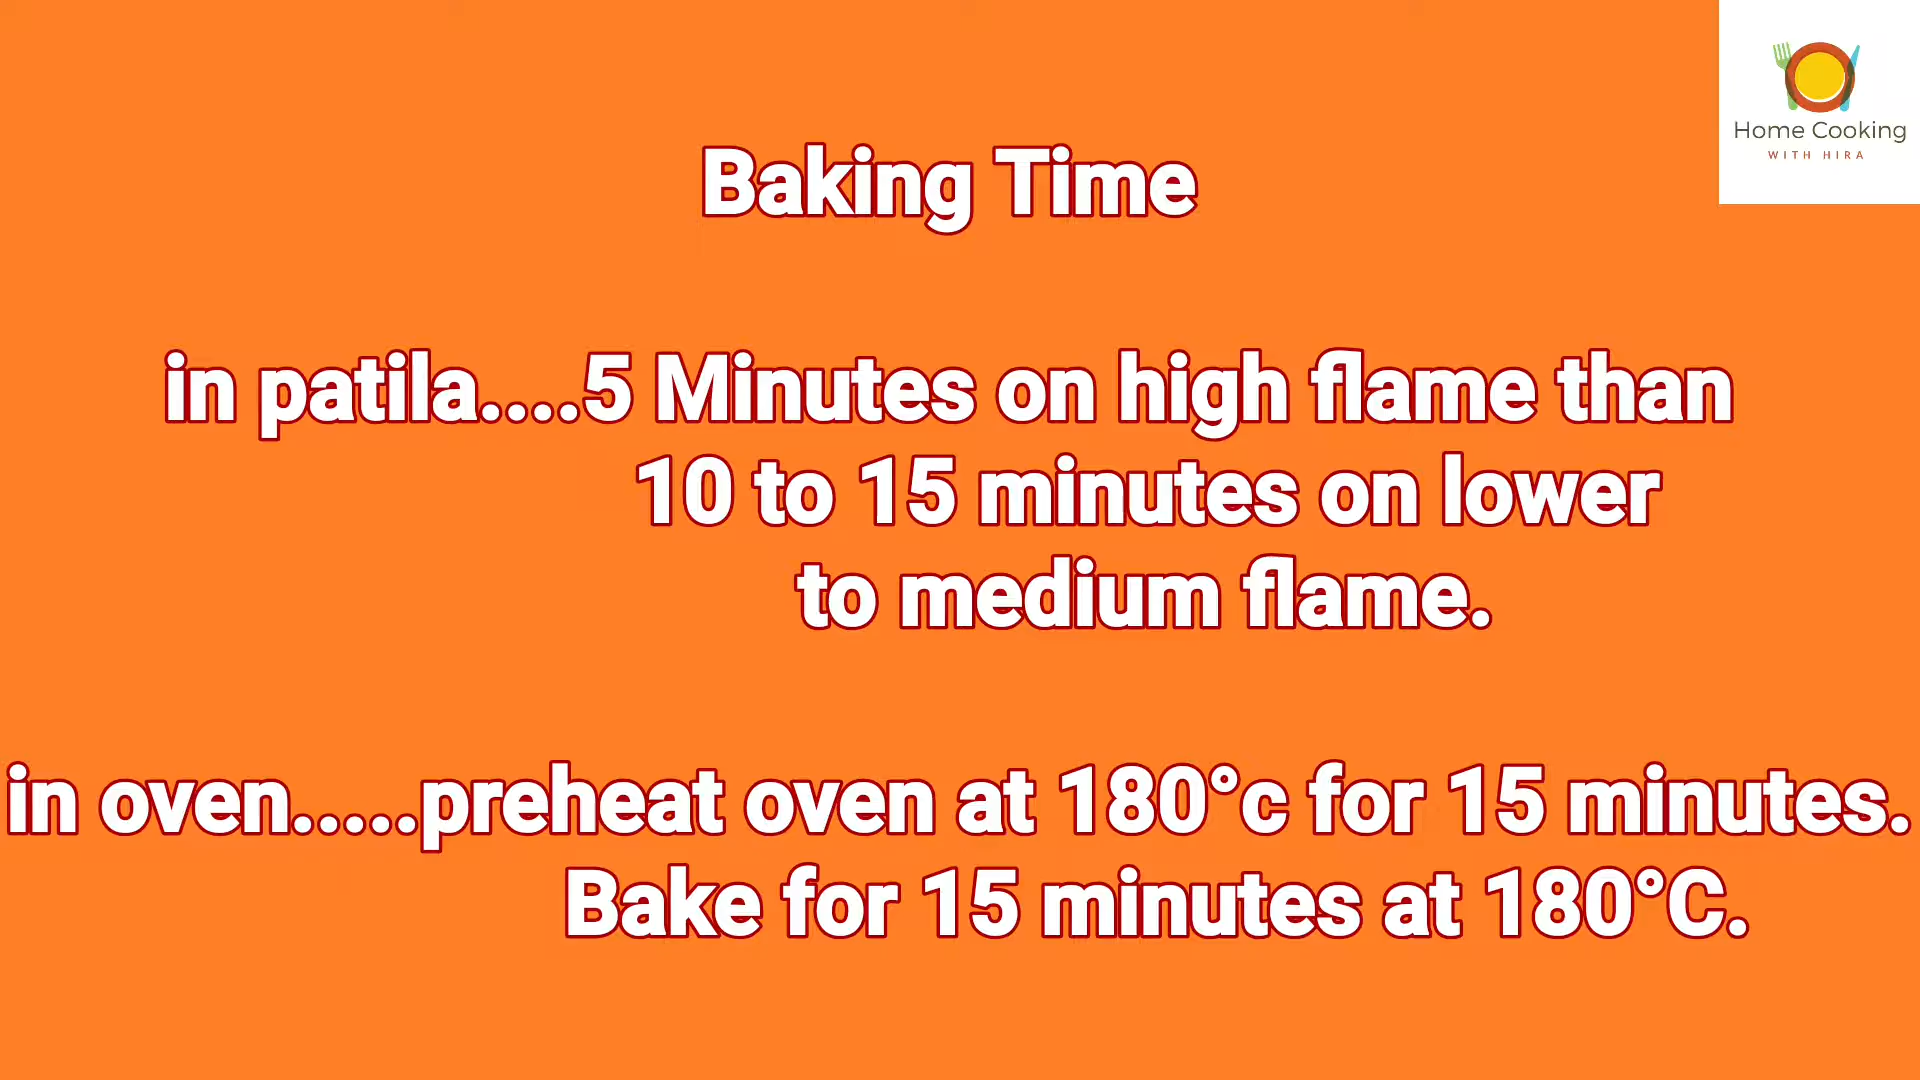 Home Cooking
WITH HIRA
Baking Time
in patila....5 Minutes on high flame than
10 to 15 minutes on lower
to medium flame.
in oven.....preheat oven at 180°c for 15 minutes.
Bake for 15 minutes at 180°C.